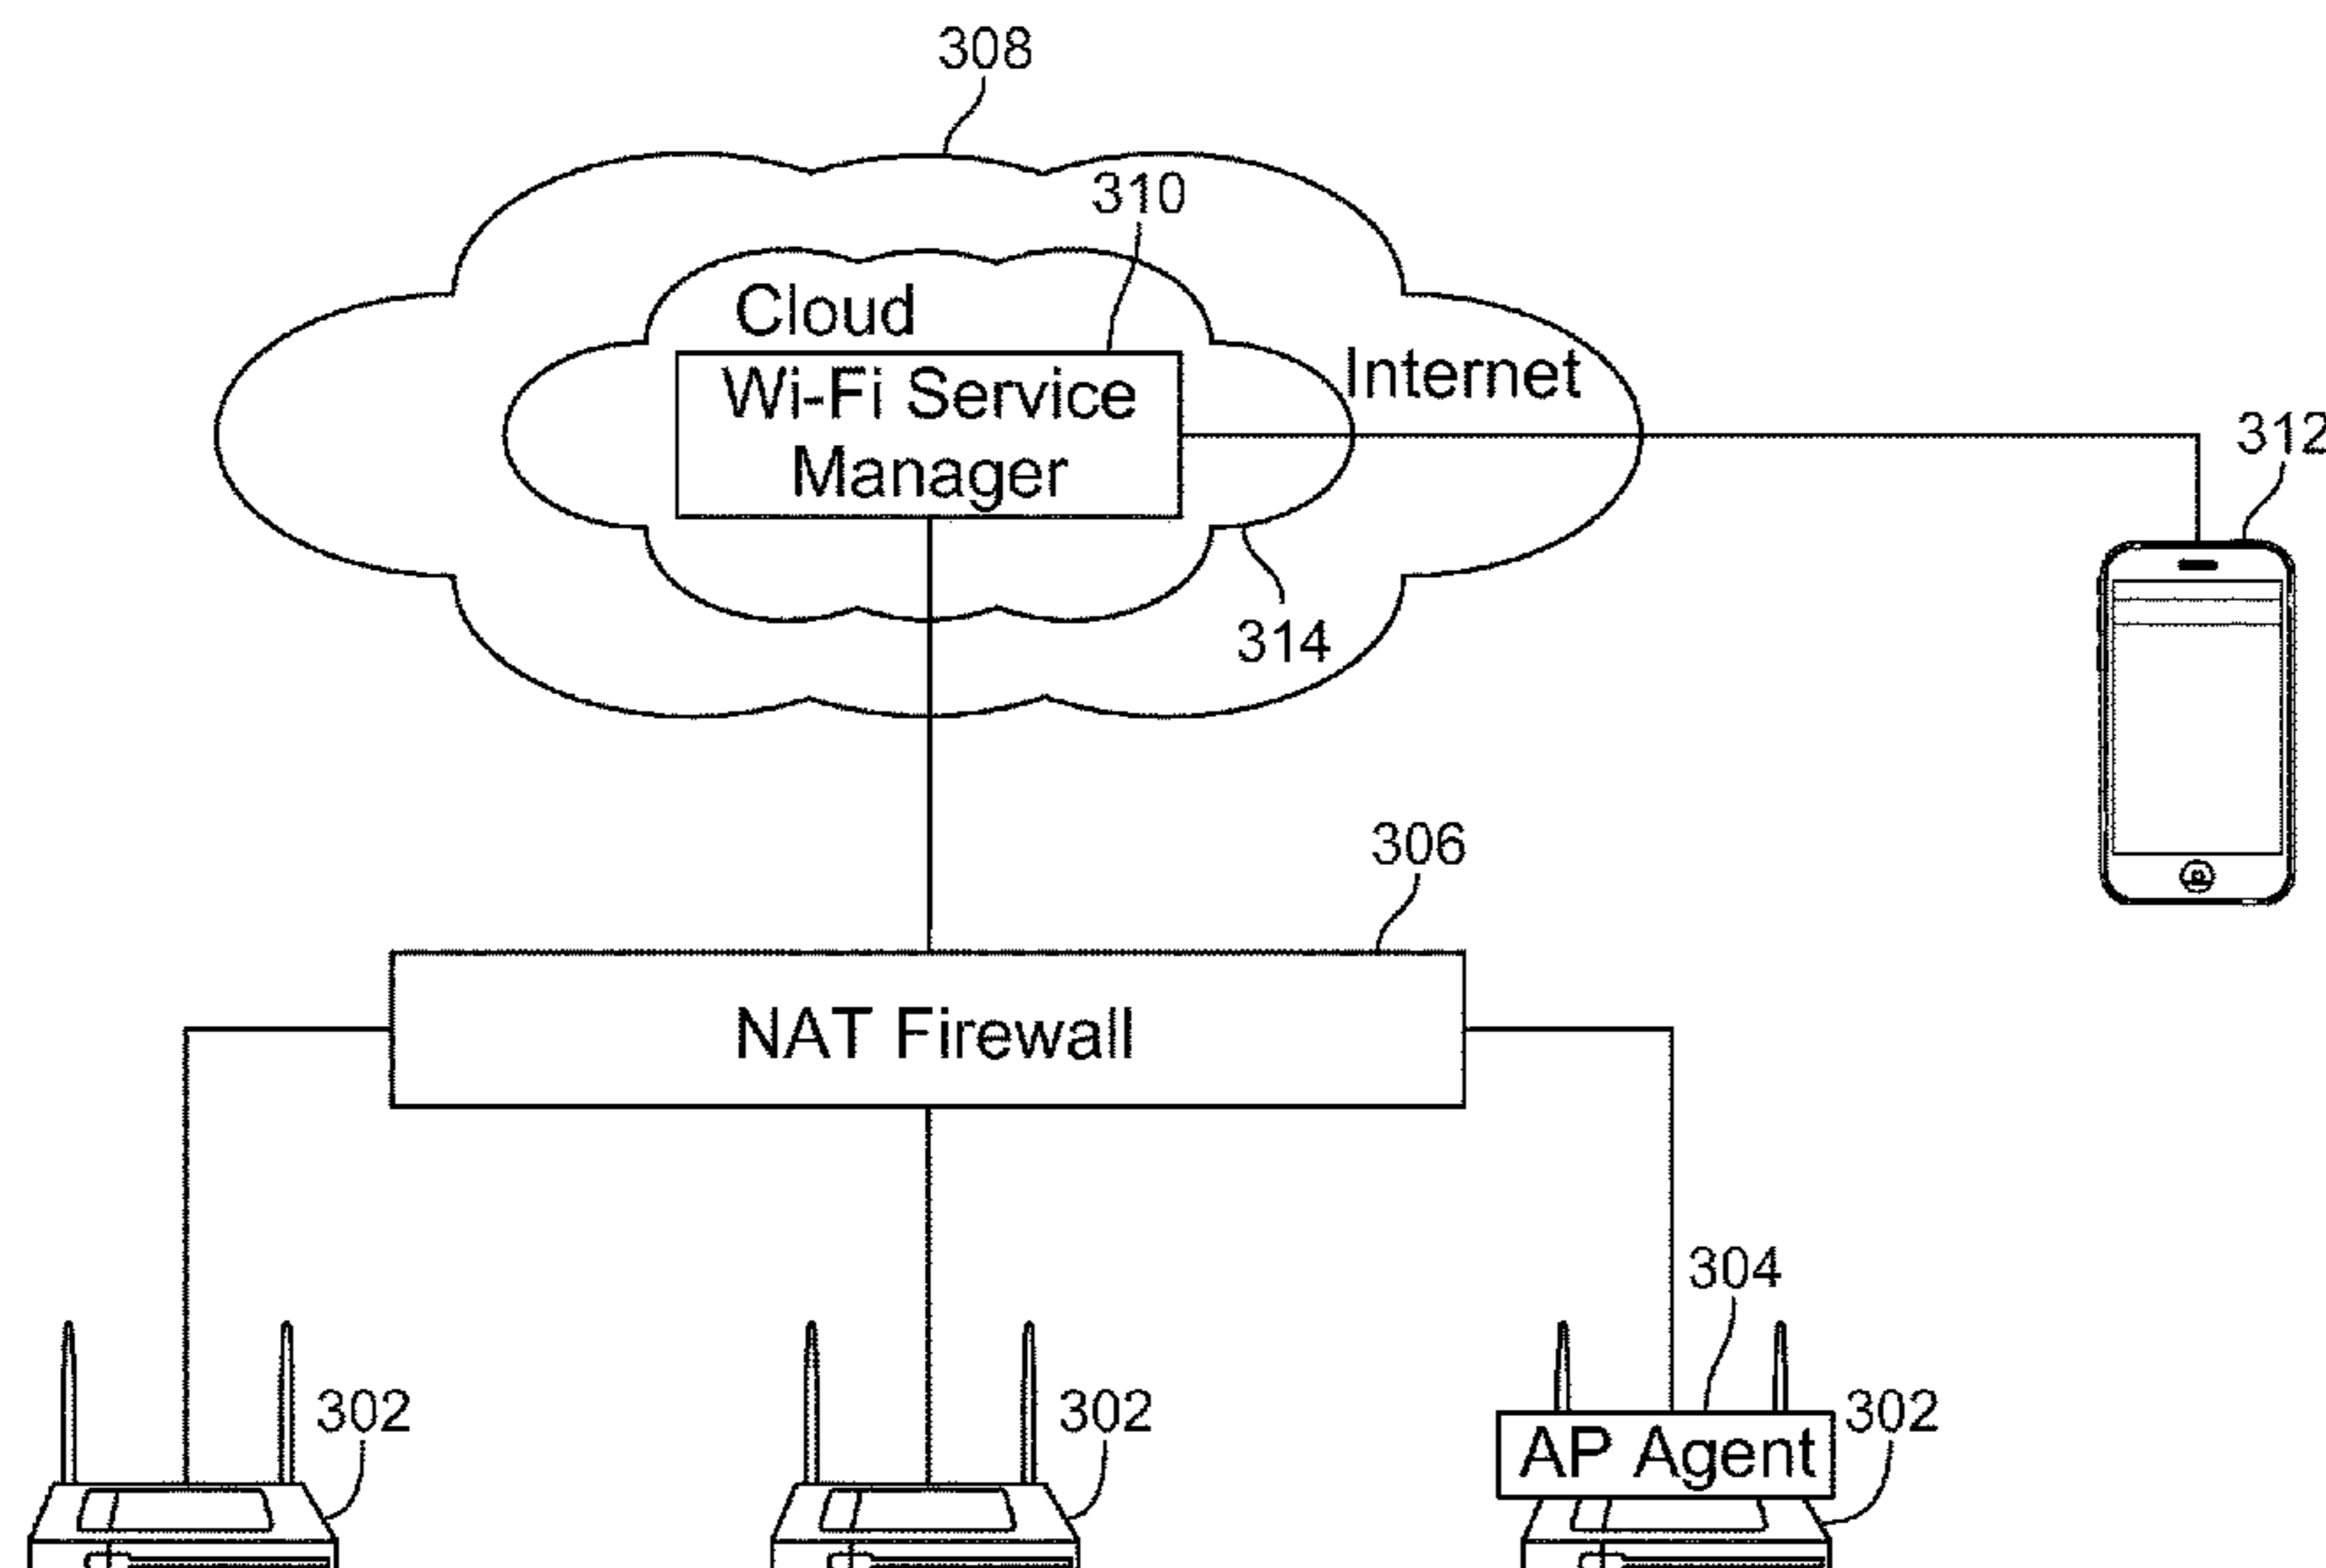 308
310
Cloud
Internet
Wi-Fi Service
Manager
312
314
306
NAT Firewall
304
302
302
302
AP Agent